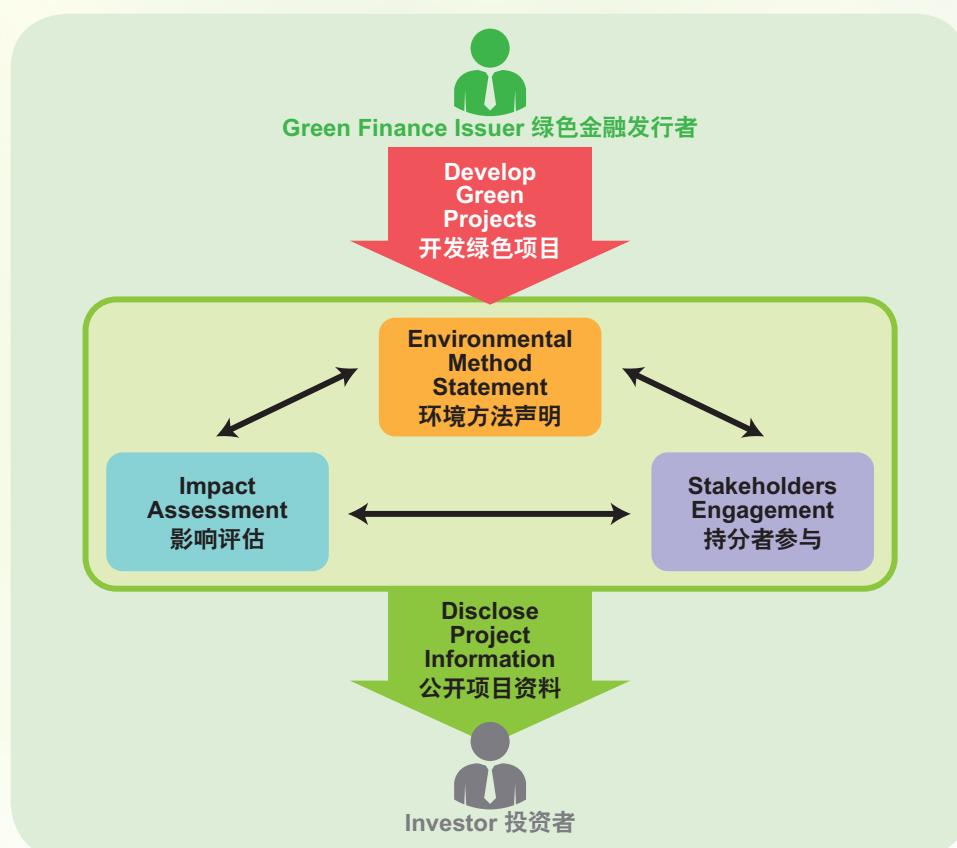 Green Finance Issuer 绿色金融发行者
Develop
Green
Projects
开发绿色项目
Environmental
Method
Statement
环境方法声明
Impact
Assessment
影响评估
Stakeholders
Engagement
持分者参与
Disclose
Project
Information
公开项目资料
Investor 投资者